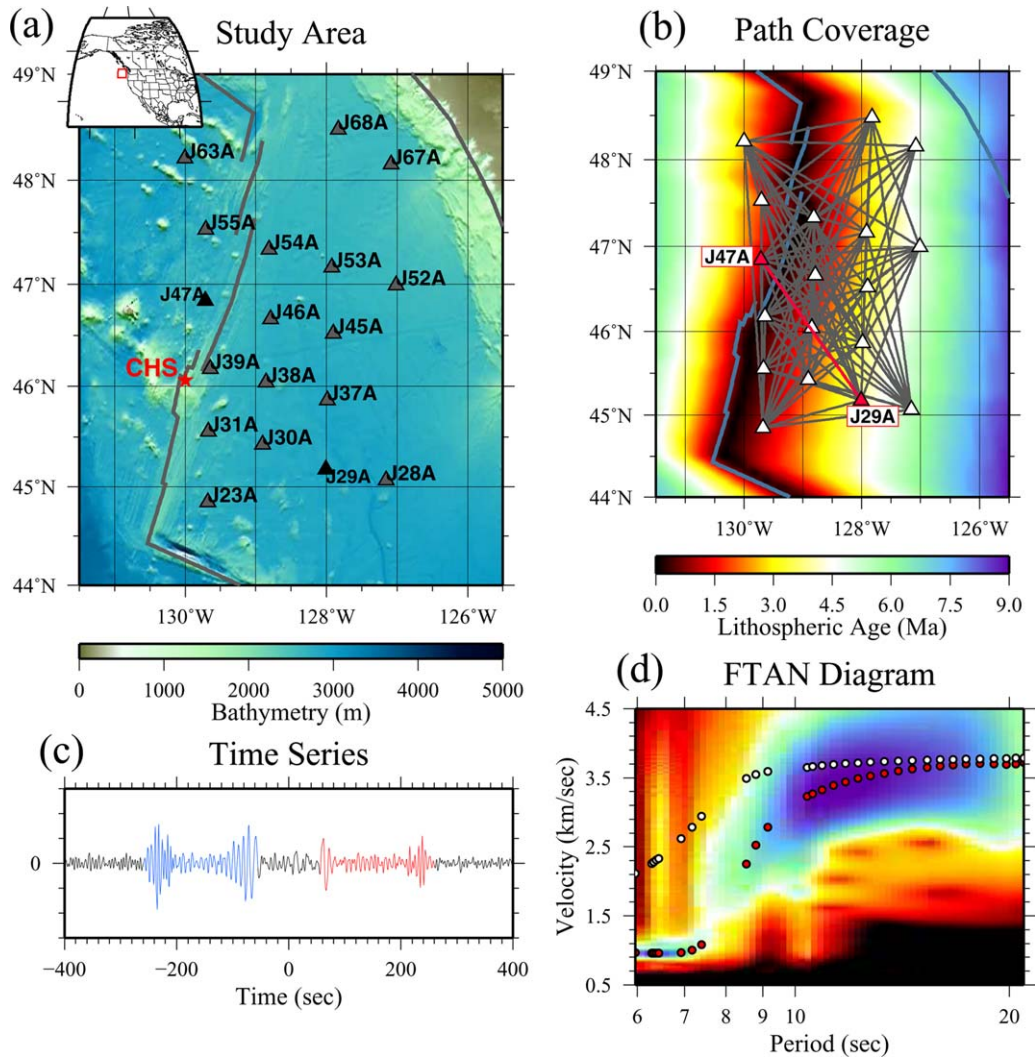 (a)
Study Area
49°N
48°N
47°N
46°N
45°N
44°N
J68A
J63A
J67A
J55A
J54A
J53A
J52A
J47A
J46A
J45A
CHS
J39A
J38A
J37A
J31A
J30A
J29A
J28A
J23A
130°W
128°W
126°W
0
1000
2000
3000
4000
5000
Bathymetry (m)
(b)
Path Coverage
49°N
48°N
47°N
46°N
45°N
44°N
J47A
J29A
130°W
128°W
126°W
0.0
1.5
3.0
4.5
6.0
7.5
9.0
Lithospheric Age (Ma)
(c)
Time Series
0
−400
−200
0
200
400
Time (sec)
(d)
FTAN Diagram
4.5
3.5
2.5
1.5
0.5
Velocity (km/sec)
6
7
8
9
10
20
Period (sec)